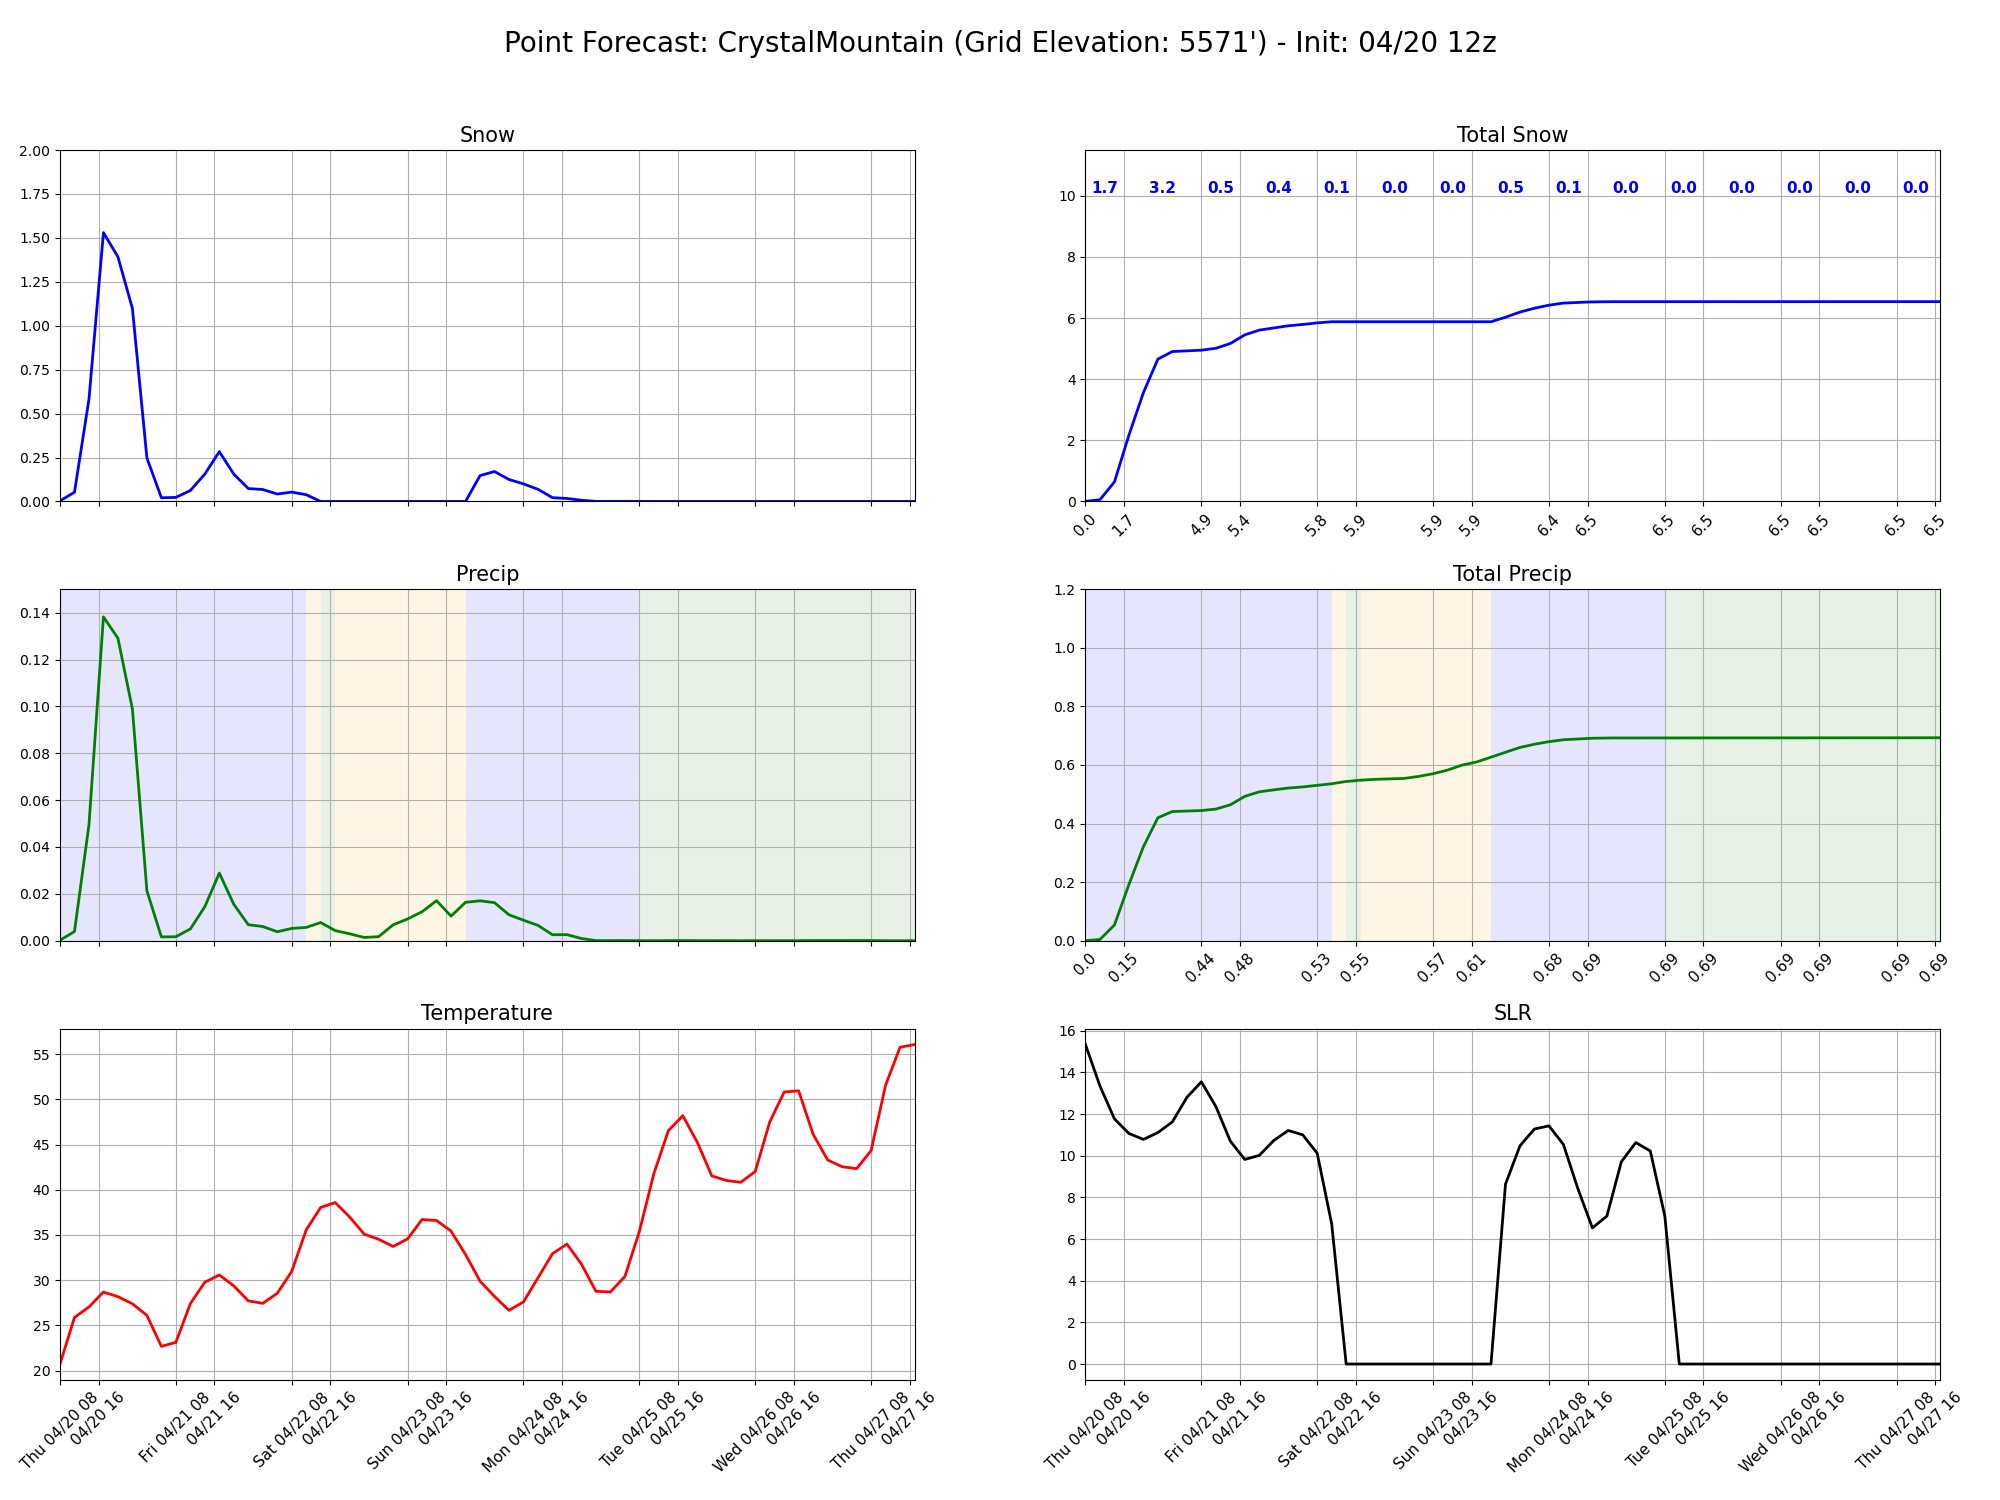 Point Forecast: CrystalMountain (Grid Elevation: 5571') - Init: 04/20 12z
Snow
2.00
1.75
1.50
1.25
1.00
0.75
0.50
0.25
0.00
Total Snow
1.7 3.2 0.5 0.4 0.1 0.0 0.0 0.5 0.1 0.0 0.0 0.0 0.0 0.0 0.0
10
8
6
4
2
0
0.0 1.7 4.9 5.4 5.8 5.9 5.9 5.9 6.4 6.5 6.5 6.5 6.5 6.5 6.5 6.5
Precip
0.14
0.12
0.10
0.08
0.06
0.04
0.02
0.00
Total Precip
1.2
1.0
0.8
0.6
0.4
0.2
0.0
0.0 0.15 0.44 0.48 0.53 0.55 0.57 0.61 0.68 0.69 0.69 0.69 0.69 0.69 0.69 0.69
Temperature
55
50
45
40
35
30
25
20
Thu 04/20 08
04/20 16
Fri 04/21 08
04/21 16
Sat 04/22 08
04/22 16
Sun 04/23 08
04/23 16
Mon 04/24 08
04/24 16
Tue 04/25 08
04/25 16
Wed 04/26 08
04/26 16
Thu 04/27 08
04/27 16
SLR
16
14
12
10
8
6
4
2
0
Thu 04/20 08
04/20 16
Fri 04/21 08
04/21 16
Sat 04/22 08
04/22 16
Sun 04/23 08
04/23 16
Mon 04/24 08
04/24 16
Tue 04/25 08
04/25 16
Wed 04/26 08
04/26 16
Thu 04/27 08
04/27 16